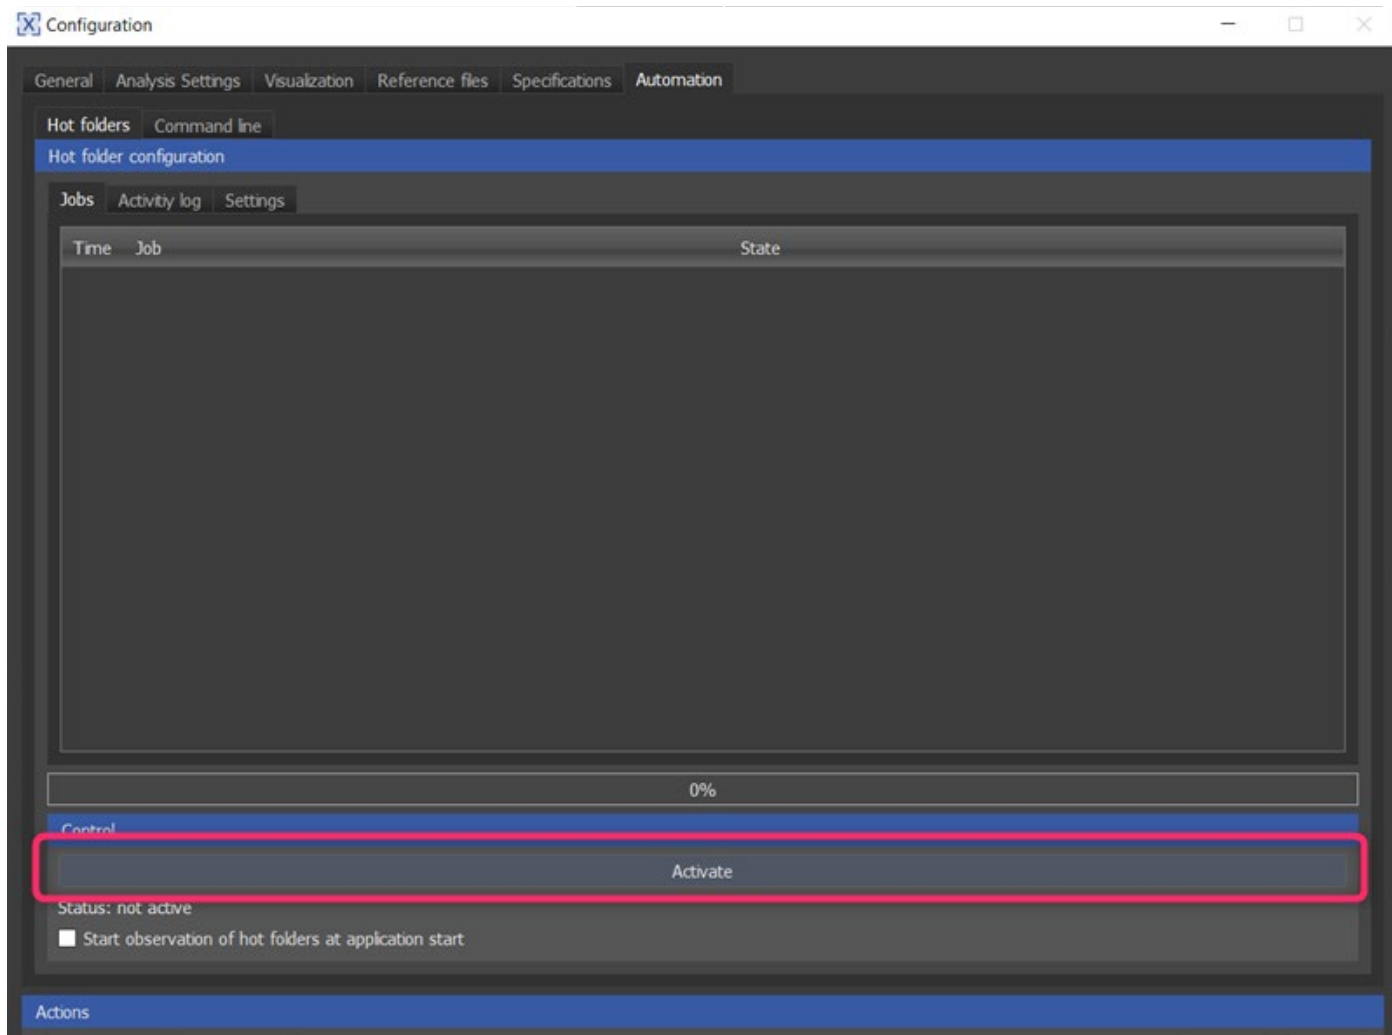 Configuration
General Analysis Settings Visualization Reference files Specifications Automation
Hot folders Command line
Hot folder configuration
Jobs Activitiy log Settings
Time Job State
0%
Control
Activate
Status: not active
Start observation of hot folders at application start
Actions